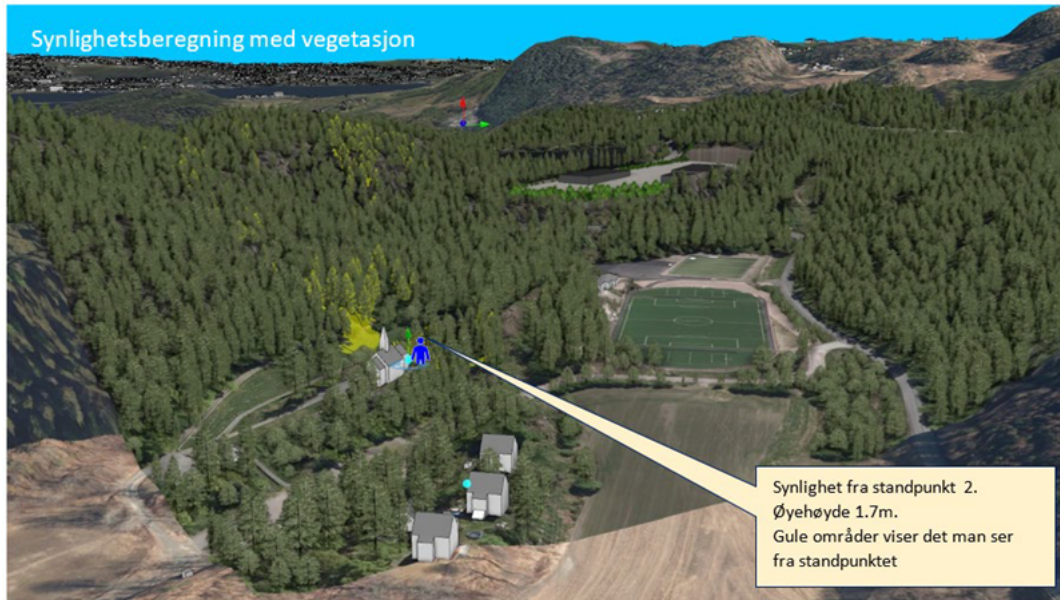 Synlighetsberegning med vegetasjon
Synlighet fra standpunkt 2.
Øyehøyde 1.7m.
Gule områder viser det man ser
fra standpunktet